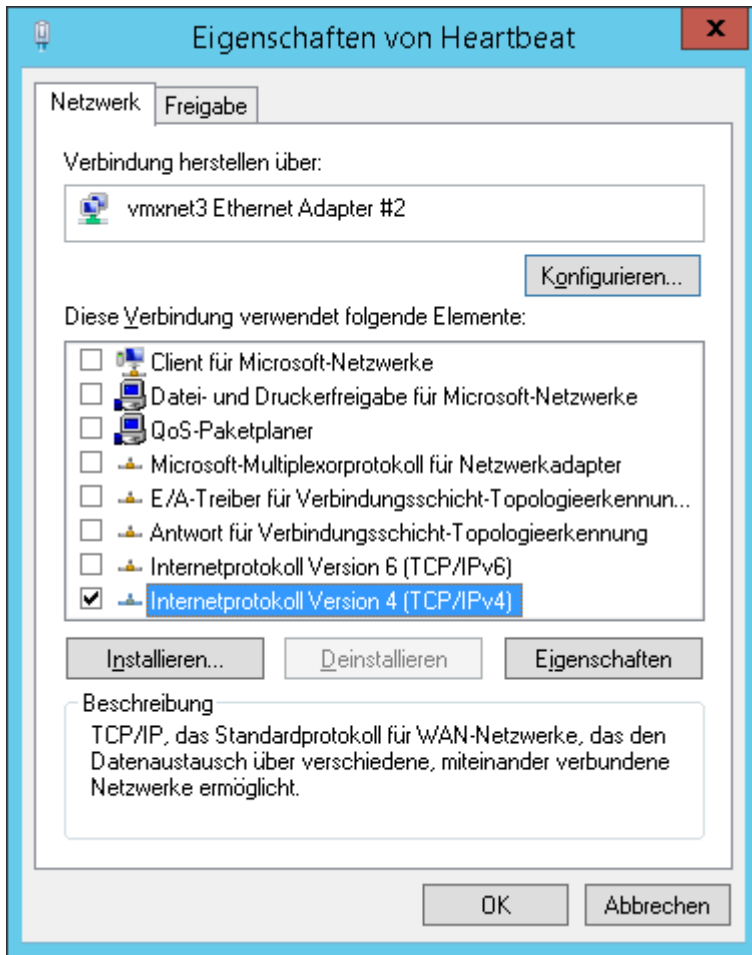 Eigenschaften von Heartbeat
x
Netzwerk
Freigabe
Verbindung herstellen über:
vmxnet3 Ethernet Adapter #2
Konfigurieren...
Diese Verbindung verwendet folgende Elemente:
Client für Microsoft-Netzwerke
Datei- und Druckerfreigabe für Microsoft-Netzwerke
QoS-Paketplaner
Microsoft-Multiplexorprotokoll für Netzwerkadapter
E/A-Treiber für Verbindungsschicht-Topologieerkennun...
Antwort für Verbindungsschicht-Topologieerkennung
Internetprotokoll Version 6 (TCP/IPv6)
Internetprotokoll Version 4 (TCP/IPv4)
Installieren...
Deinstallieren
Eigenschaften
Beschreibung
TCP/IP, das Standardprotokoll für WAN-Netzwerke, das den
Datenaustausch über verschiedene, miteinander verbundene
Netzwerke ermöglicht.
OK
Abbrechen